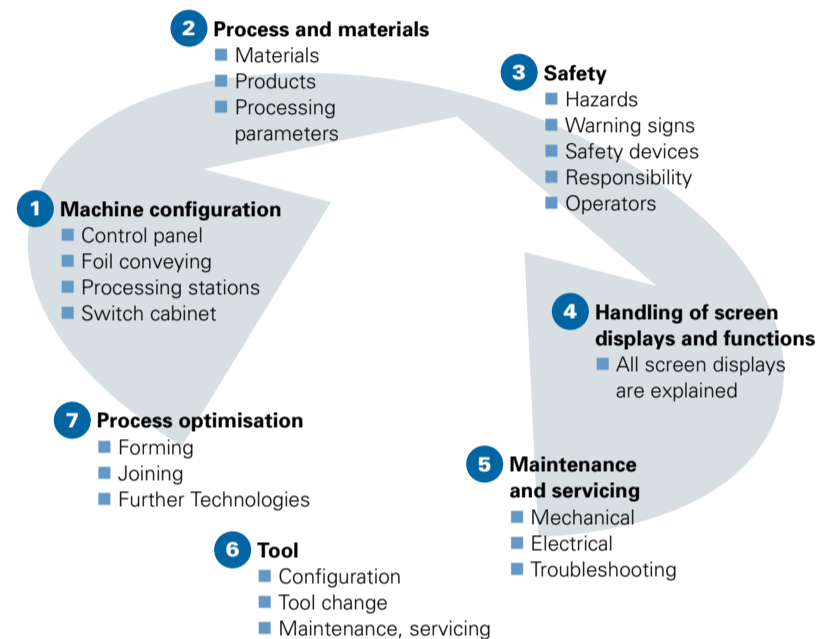 2 Process and materials
Materials
Products
Processing
parameters
3 Safety
Hazards
Warning signs
Safety devices
Responsibility
Operators
1 Machine configuration
Control panel
Foil conveying
Processing stations
Switch cabinet
4 Handling of screen
displays and functions
All screen displays
are explained
7 Process optimisation
Forming
Joining
Further Technologies
5 Maintenance
and servicing
Mechanical
Electrical
Troubleshooting
6 Tool
Configuration
Tool change
Maintenance, servicing